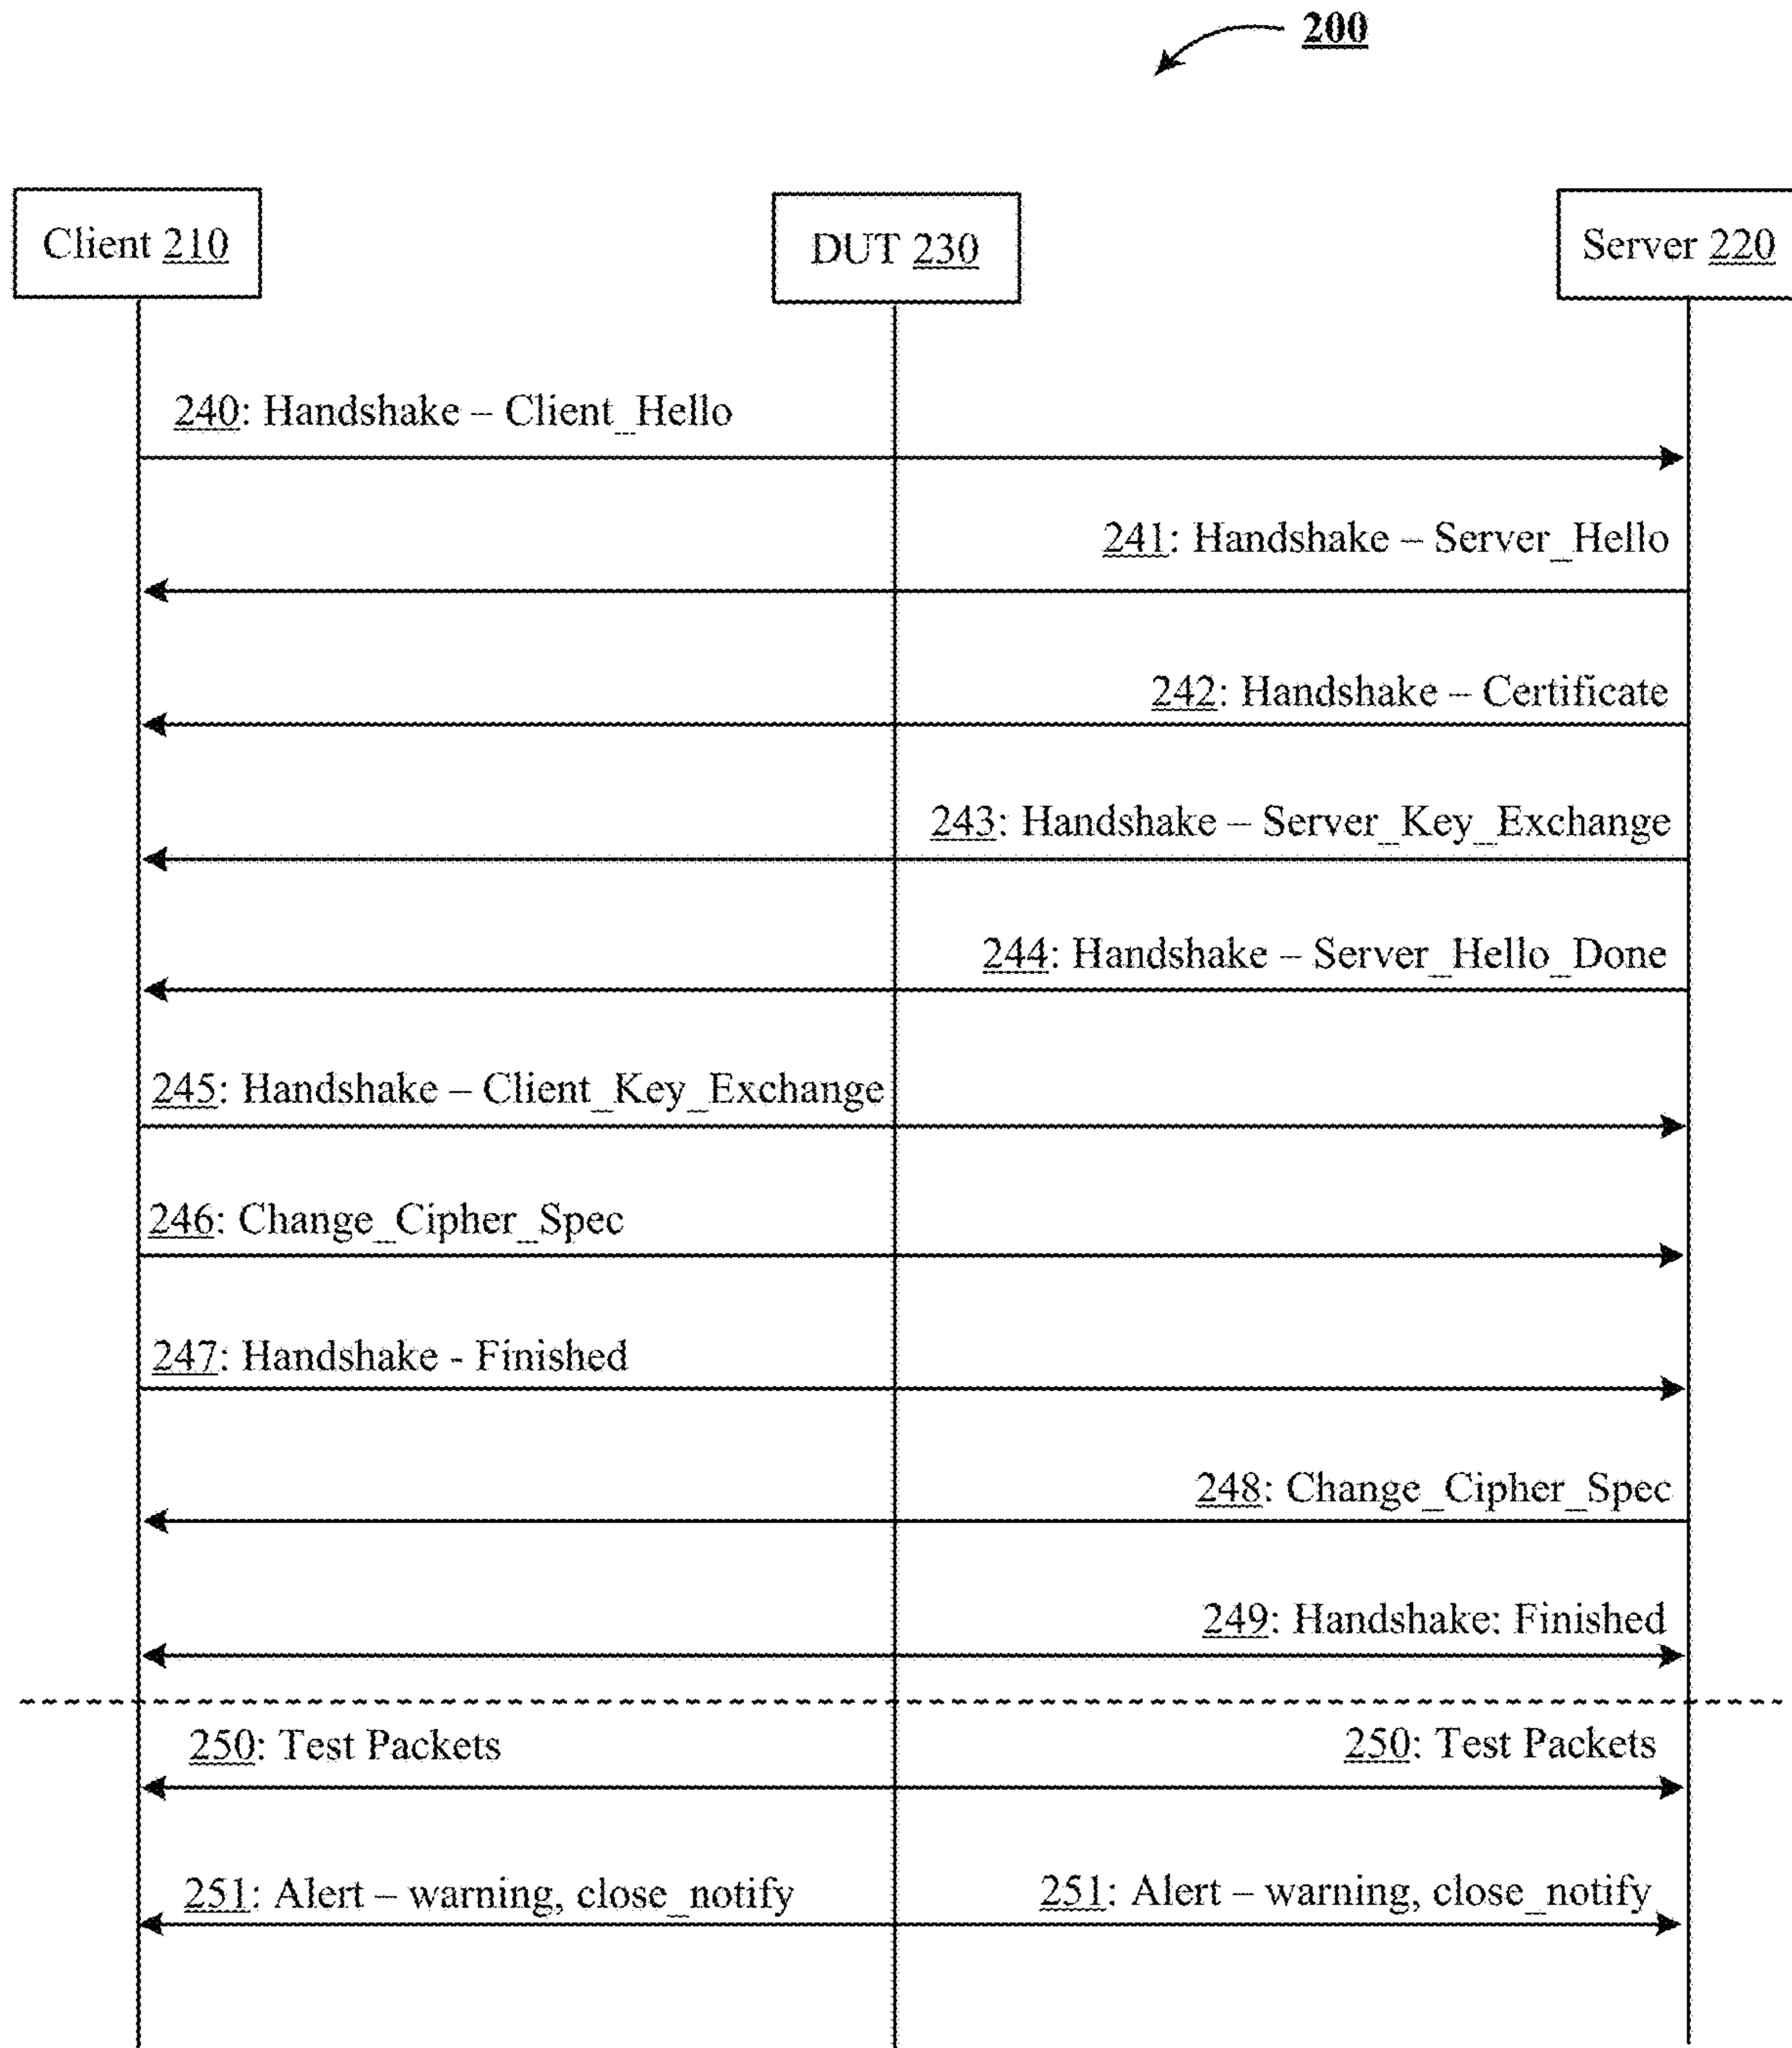 200
Client 210
DUT 230
Server 220
240: Handshake – Client_Hello
241: Handshake – Server_Hello
242: Handshake – Certificate
243: Handshake – Server_Key_Exchange
244: Handshake – Server_Hello_Done
245: Handshake – Client_Key_Exchange
246: Change_Cipher_Spec
247: Handshake - Finished
248: Change_Cipher_Spec
249: Handshake: Finished
250: Test Packets
250: Test Packets
251: Alert – warning, close_notify
251: Alert – warning, close_notify